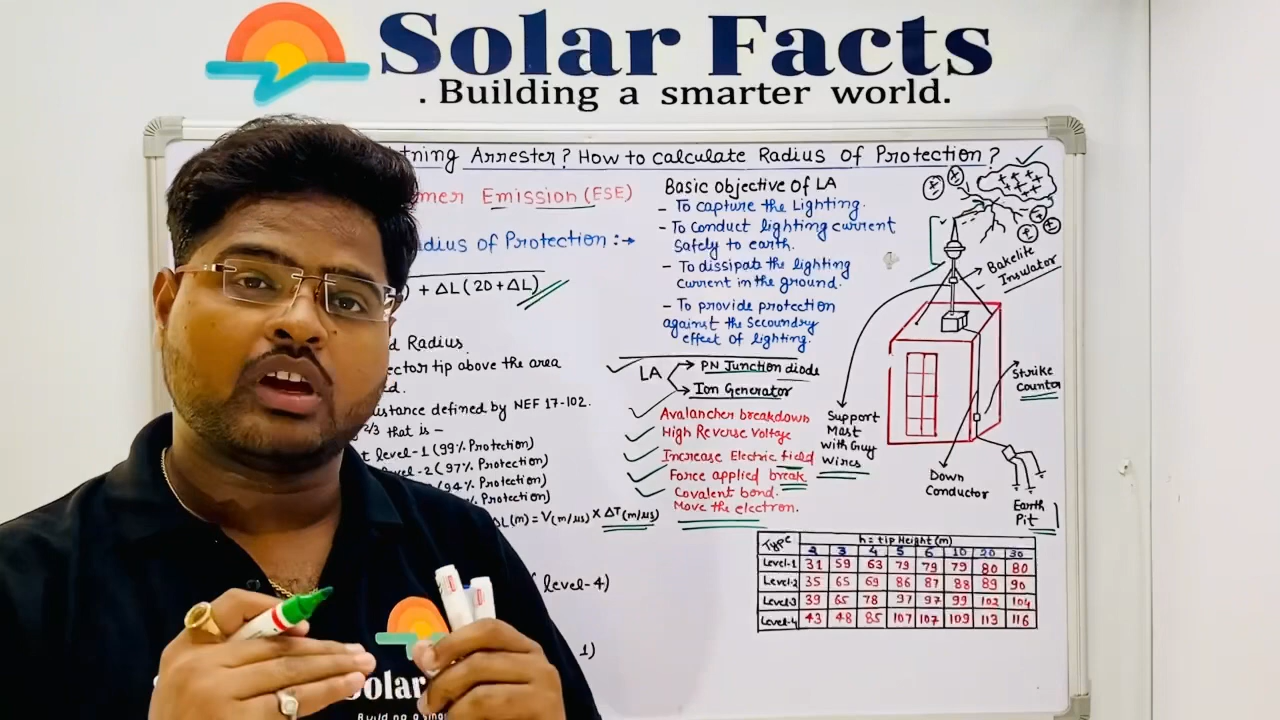 Solar Facts
. Building a smarter world.
tning Arrester? How to calculate Radius of Protection?
mer Emission (ESE)
adius of Protection :→
) + ΔL(2D+ΔL)
d Radius.
ector tip above the area
d.
istance defined by NEF 17-102.
2/3 that is –
t level-1 (99% Protection)
evel-2 (97% Protection)
(94% Protection)
% Protection)
ΔL(m) = V(m/μs) × ΔT(m/μs)
level-4)
1)
Basic objective of LA
- To capture the Lighting.
- To conduct lighting current
safely to earth.
- To dissipate the lighting
current in the ground.
- To provide protection
against the Secoundry
effect of lighting.
LA
PN Junction diode
Ion Generator
Avalancher breakdown
High Reverse Voltage
Increase Electric field
Force applied break
Covalent bond.
Move the electron.
Bakelite
Insulator
Strike
Counter
Support
Mast
with Guy
Wires
Down
Conductor
Earth
Pit
Type h = tip Height (m)
2 3 4 5 6 10 20 30
Level-1 31 59 63 79 79 79 80 80
Level-2 35 65 69 86 87 88 89 90
Level-3 39 65 78 97 97 99 102 104
Level-4 43 48 85 107 107 109 113 116
Solar